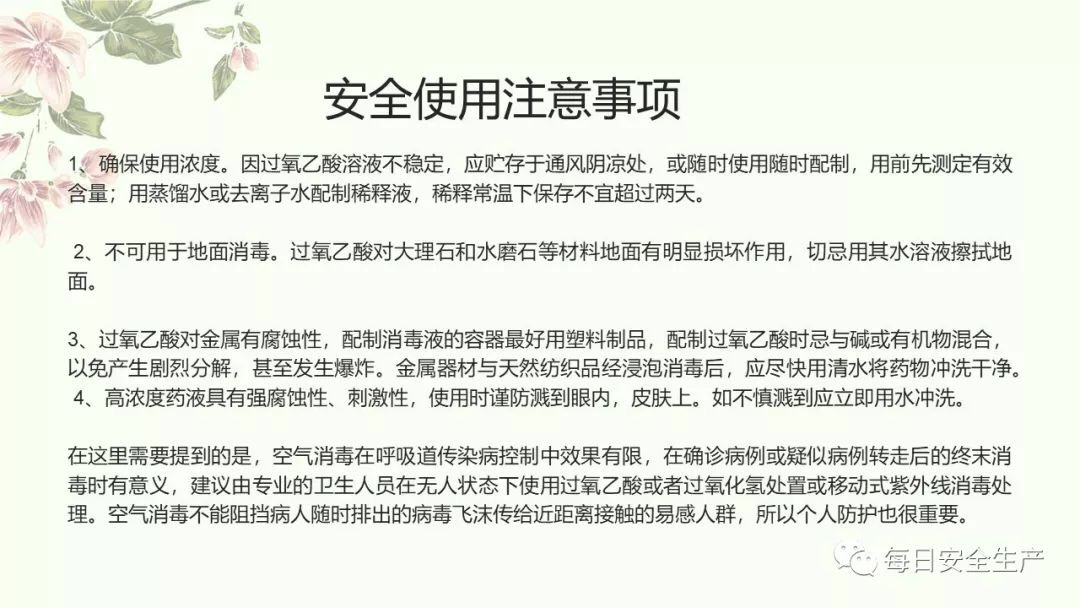 安全使用注意事项
1、确保使用浓度。因过氧乙酸溶液不稳定，应贮存于通风阴凉处，或随时使用随时配制，用前先测定有效
含量；用蒸馏水或去离子水配制稀释液，稀释常温下保存不宜超过两天。
2、不可用于地面消毒。过氧乙酸对大理石和水磨石等材料地面有明显损坏作用，切忌用其水溶液擦拭地
面。
3、过氧乙酸对金属有腐蚀性，配制消毒液的容器最好用塑料制品，配制过氧乙酸时忌与碱或有机物混合，
以免产生剧烈分解，甚至发生爆炸。金属器材与天然纺织品经浸泡消毒后，应尽快用清水将药物冲洗干净。
4、高浓度药液具有强腐蚀性、刺激性，使用时谨防溅到眼内，皮肤上。如不慎溅到应立即用水冲洗。
在这里需要提到的是，空气消毒在呼吸道传染病控制中效果有限，在确诊病例或疑似病例转走后的终末消
毒时有意义，建议由专业的卫生人员在无人状态下使用过氧乙酸或者过氧化氢处置或移动式紫外线消毒处
理。空气消毒不能阻挡病人随时排出的病毒飞沫传给近距离接触的易感人群，所以个人防护也很重要。
每日安全生产